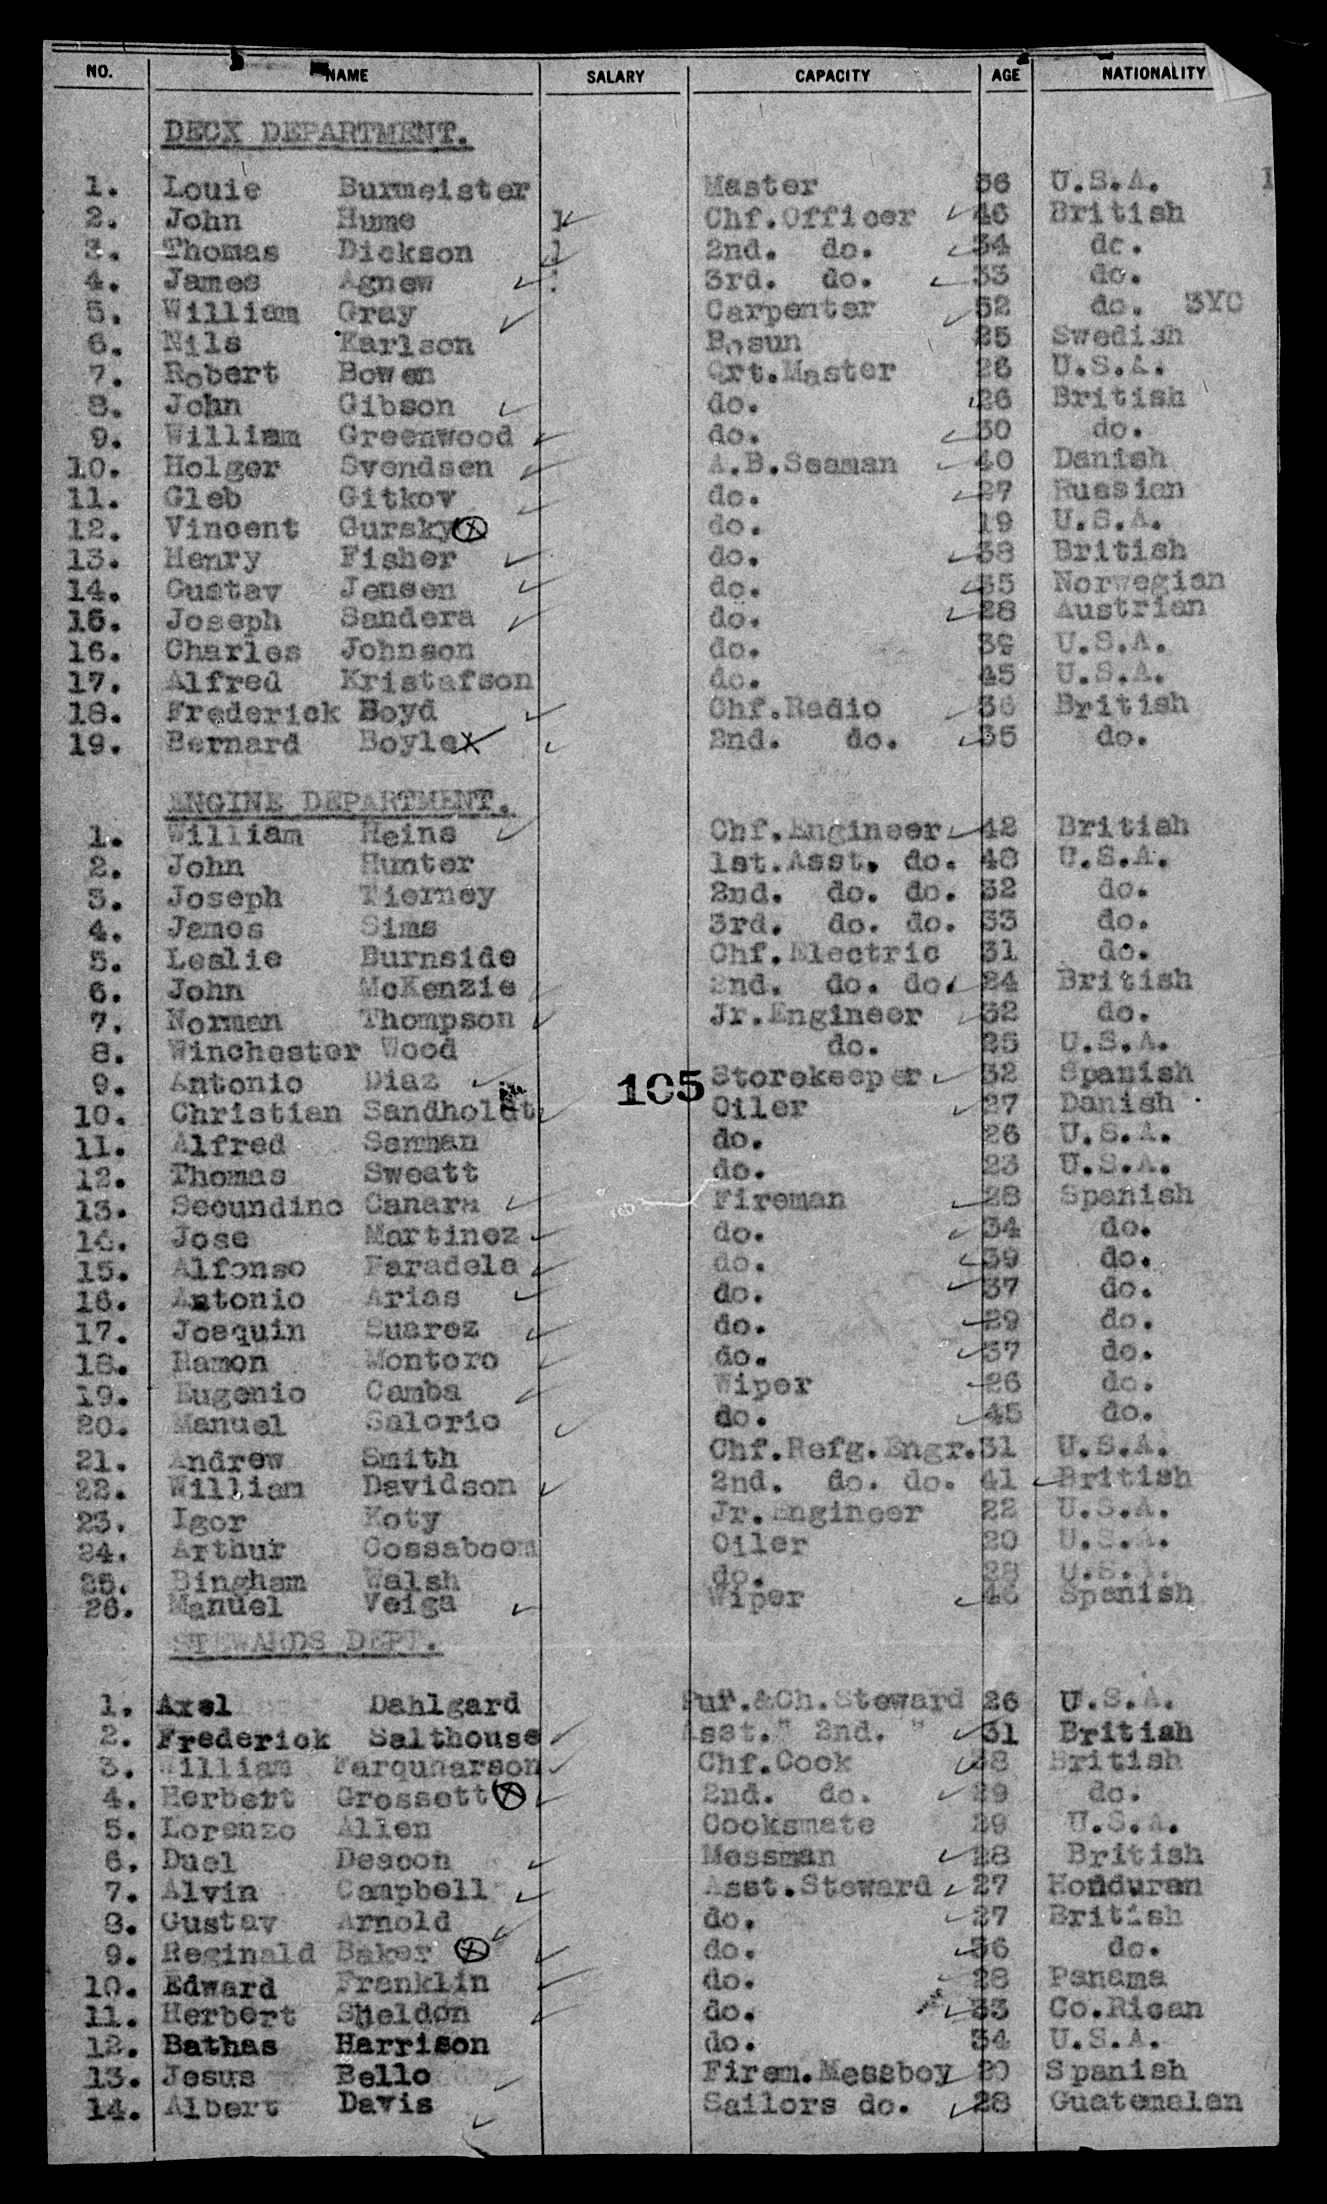 NO. NAME SALARY CAPACITY AGE NATIONALITY
DECK DEPARTMENT.
1. Louie Burmeister Master 56 U.S.A. 1
2. John Hume Chf.Officer 46 British
3. Thomas Dickson 2nd. do. 34 do.
4. James Agnew 3rd. do. 33 do.
5. William Gray Carpenter 52 do. 3YO
6. Nils Karlson Bosun 25 Swedish
7. Robert Bowen Qrt.Master 26 U.S.A.
8. John Gibson do. 26 British
9. William Greenwood do. 30 do.
10. Holger Svendsen A.B.Seaman 40 Danish
11. Gleb Gitkov do. 27 Russian
12. Vincent Gursky do. 19 U.S.A.
13. Henry Fisher do. 38 British
14. Gustav Jensen do. 35 Norwegian
15. Joseph Sandera do. 28 Austrian
16. Charles Johnson do. U.S.A.
17. Alfred Kristafson do. 45 U.S.A.
18. Frederick Boyd Chf.Radio 36 British
19. Bernard Boyle 2nd. do. 35 do.
ENGINE DEPARTMENT.
1. William Heins Chf.Engineer 42 British
2. John Hunter 1st.Asst. do. 48 U.S.A.
3. Joseph Tierney 2nd. do. do. 32 do.
4. James Sims 3rd. do. do. 33 do.
5. Leslie Burnside Chf.Electric 31 do.
6. John McKenzie 2nd. do. do. 24 British
7. Norman Thompson Jr.Engineer 32 do.
8. Winchester Wood do. 25 U.S.A.
9. Antonio Diaz 105 Storekeeper 32 Spanish
10. Christian Sandholdt Oiler 27 Danish
11. Alfred Senman do. 26 U.S.A.
12. Thomas Sweatt do. 23 U.S.A.
13. Secundino Canara Fireman 28 Spanish
14. Jose Martinez do. 34 do.
15. Alfonso Faradela do. 39 do.
16. Antonio Arias do. 37 do.
17. Joaquin Suarez do. 29 do.
18. Ramon Montoro do. 37 do.
19. Eugenio Camba Wiper 26 do.
20. Manuel Salorio do. 45 do.
21. Andrew Smith Chf.Refg.Engr. 31 U.S.A.
22. William Davidson 2nd. do. do. 41 British
23. Igor Koty Jr.Engineer 22 U.S.A.
24. Arthur Cossaboom Oiler 20 U.S.A.
25. Bingham Walsh do. U.S.A.
26. Manuel Veiga Wiper Spanish
STEWARDS DEPT.
1. Axel Dahlgard Pur.&Ch.Steward 26 U.S.A.
2. Frederick Salthouse Asst." 2nd. " 31 British
3. William Farquharson Chf.Cook 38 British
4. Herbert Grossett 2nd. do. 29 do.
5. Lorenzo Allen Cooksmate 29 U.S.A.
6. Duel Deacon Messman 28 British
7. Alvin Campbell Asst.Steward 27 Honduran
8. Gustav Arnold do. 27 British
9. Reginald Baker do. 36 do.
10. Edward Franklin do. 28 Panama
11. Herbert Sheldon do. 33 Co.Rican
12. Bathas Harrison do. 34 U.S.A.
13. Jesus Bello Firem.Messboy 20 Spanish
14. Albert Davis Sailors do. 28 Guatemalan